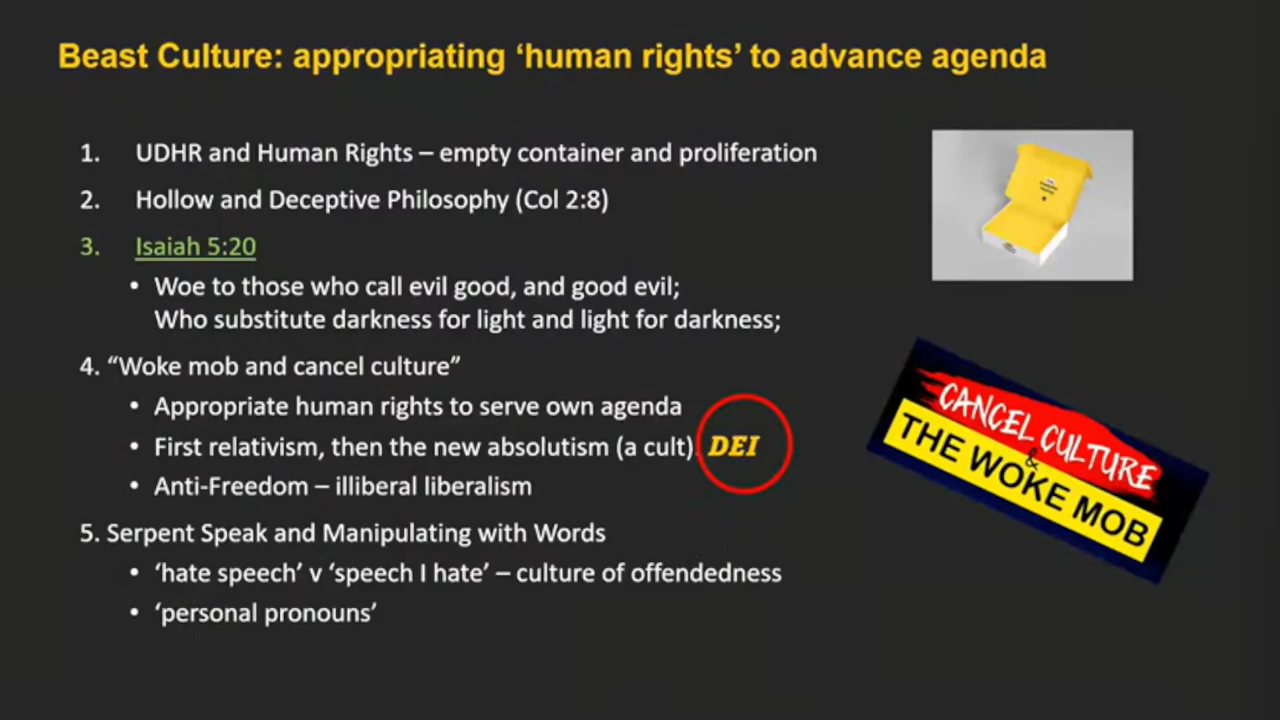 Beast Culture: appropriating ‘human rights’ to advance agenda
1. UDHR and Human Rights – empty container and proliferation
2. Hollow and Deceptive Philosophy (Col 2:8)
3. Isaiah 5:20
• Woe to those who call evil good, and good evil;
Who substitute darkness for light and light for darkness;
4. “Woke mob and cancel culture”
• Appropriate human rights to serve own agenda
• First relativism, then the new absolutism (a cult) DEI
• Anti-Freedom – illiberal liberalism
5. Serpent Speak and Manipulating with Words
• ‘hate speech’ v ‘speech I hate’ – culture of offendedness
• ‘personal pronouns’
CANCEL CULTURE
&
THE WOKE MOB